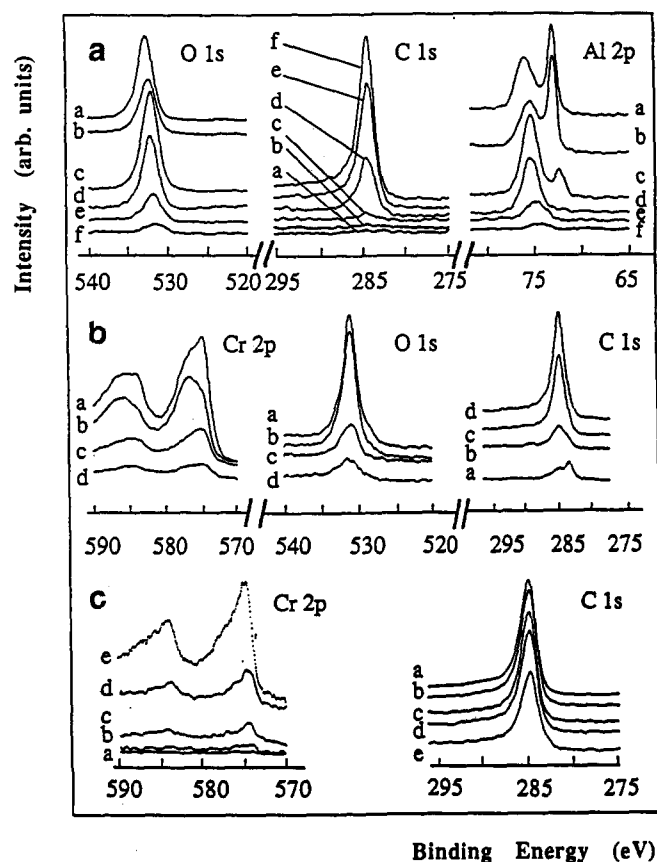 Intensity (arb. units)
a O 1s C 1s Al 2p
a
b
c
d
e
f
f
e
d
c
b
a
a
b
c
d
e
f
540 530 520 295 285 275 75 65
b Cr 2p O 1s C 1s
a
b
c
d
a
b
c
d
d
c
b
a
590 580 570 540 530 520 295 285 275
c Cr 2p C 1s
e
d
c
b
a
a
b
c
d
e
590 580 570 295 285 275
Binding Energy (eV)